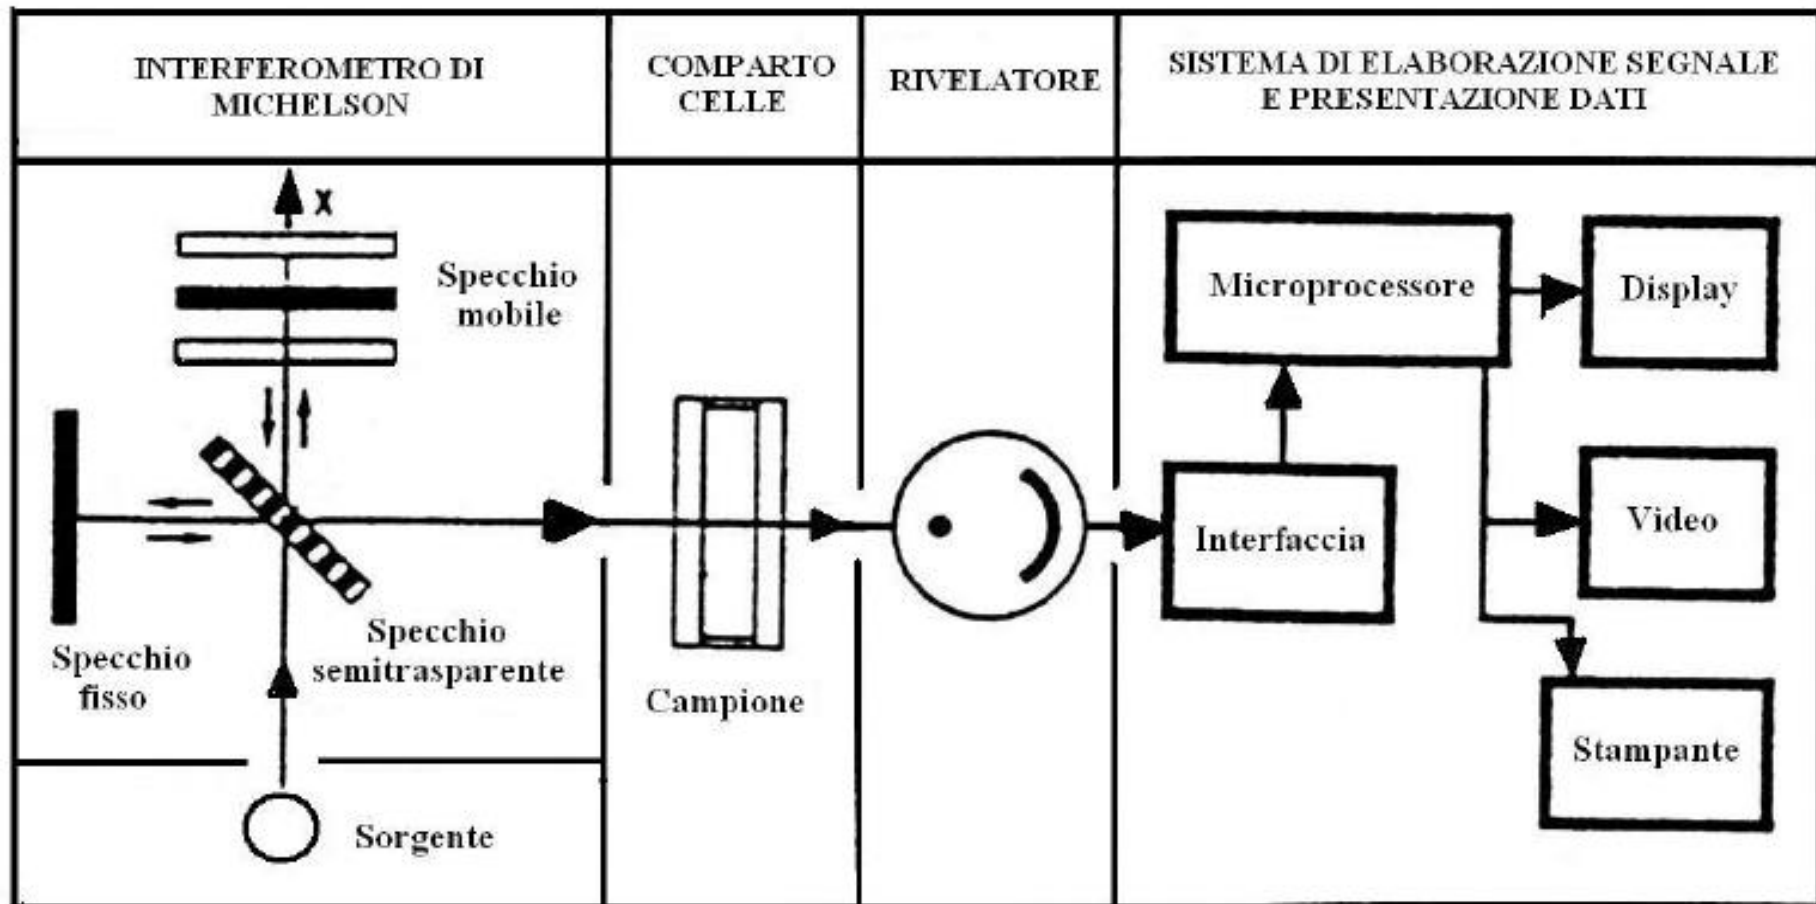 INTERFEROMETRO DI
MICHELSON
COMPARTO
CELLE
RIVELATORE
SISTEMA DI ELABORAZIONE SEGNALE
E PRESENTAZIONE DATI
X
Specchio
mobile
Specchio
fisso
Specchio
semitrasparente
Sorgente
Campione
Microprocessore
Display
Interfaccia
Video
Stampante